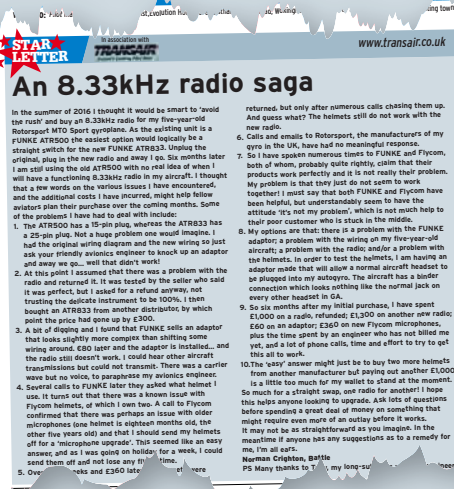 STAR
LETTER
In association with
TRANSAIR
www.transair.co.uk
An 8.33kHz radio saga
In the summer of 2016 I thought it would be smart to ‘avoid
the rush’ and buy an 8.33kHz radio for my five-year-old
Rotorsport MTO Sport gyroplane. As the existing unit is a
FUNKE ATR500 the easiest option would logically be a
straight switch for the new FUNKE ATR833. Unplug the
original, plug in the new radio and away I go. Six months later
I am still using the old ATR500 with no real idea of when I
will have a functioning 8.33kHz radio in my aircraft. I thought
that a few words on the various issues I have encountered,
and the additional costs I have incurred, might help fellow
aviators plan their purchase over the coming months. Some
of the problems I have had to deal with include:
1. The ATR500 has a 15-pin plug, whereas the ATR833 has
a 25-pin plug. Not a huge problem one would imagine. I
had the original wiring diagram and the new wiring so just
ask your friendly avionics engineer to knock up an adaptor
and away we go... well that didn't work!
2. At this point I assumed that there was a problem with the
radio and returned it. It was tested by the seller who said
it was perfect, but I asked for a refund anyway, not
trusting the delicate instrument to be 100%. I then
bought an ATR833 from another distributor, by which
point the price had gone up by £300.
3. A bit of digging and I found that FUNKE sells an adaptor
that looks slightly more complex than shifting some
wiring around. €80 later and the adapter is installed... and
the radio still doesn't work. I could hear other aircraft
transmissions but could not transmit. There was a carrier
wave but no voice, to paraphrase my avionics engineer.
4. Several calls to FUNKE later they asked what helmet I
use. It turns out that there was a known issue with
Flycom helmets, of which I own two. A call to Flycom
confirmed that there was perhaps an issue with older
microphones (one helmet is eighteen months old, the
other five years old) and that I should send my helmets
off for a ‘microphone upgrade’. This seemed like an easy
answer, and as I was going on holiday for a week, I could
send them off and not lose any
5. Over eeks and £360 late were
returned, but only after numerous calls chasing them up.
And guess what? The helmets still do not work with the
new radio.
6. Calls and emails to Rotorsport, the manufacturers of my
gyro in the UK, have had no meaningful response.
7. So I have spoken numerous times to FUNKE and Flycom,
both of whom, probably quite rightly, claim that their
products work perfectly and it is not really their problem.
My problem is that they just do not seem to work
together! I must say that both FUNKE and Flycom have
been helpful, but understandably seem to have the
attitude ‘it's not my problem’, which is not much help to
their poor customer who is stuck in the middle.
8. My options are that: there is a problem with the FUNKE
adaptor; a problem with the wiring on my five-year-old
aircraft; a problem with the radio; and/or a problem with
the helmets. In order to test the helmets, I am having an
adaptor made that will allow a normal aircraft headset to
be plugged into my autogyro. The aircraft has a binder
connection which looks nothing like the normal jack on
every other headset in GA.
9. So six months after my initial purchase, I have spent
£1,000 on a radio, refunded; £1,300 on another new radio;
£60 on an adaptor; £360 on new Flycom microphones,
plus the time spent by an engineer who has not billed me
yet, and a lot of phone calls, time and effort to try to get
this all to work.
10. The ‘easy’ answer might just be to buy two more helmets
from another manufacturer but paying out another £1,000
is a little too much for my wallet to stand at the moment.
So much for a straight swap, one radio for another! I hope
this helps anyone looking to upgrade. Ask lots of questions
before spending a great deal of money on something that
might require even more of an outlay before it works.
It may not be as straightforward as you imagine. In the
meantime if anyone has any suggestions as to a remedy for
me, I'm all ears.
Norman Crighton, Battle
PS Many thanks to my long-su